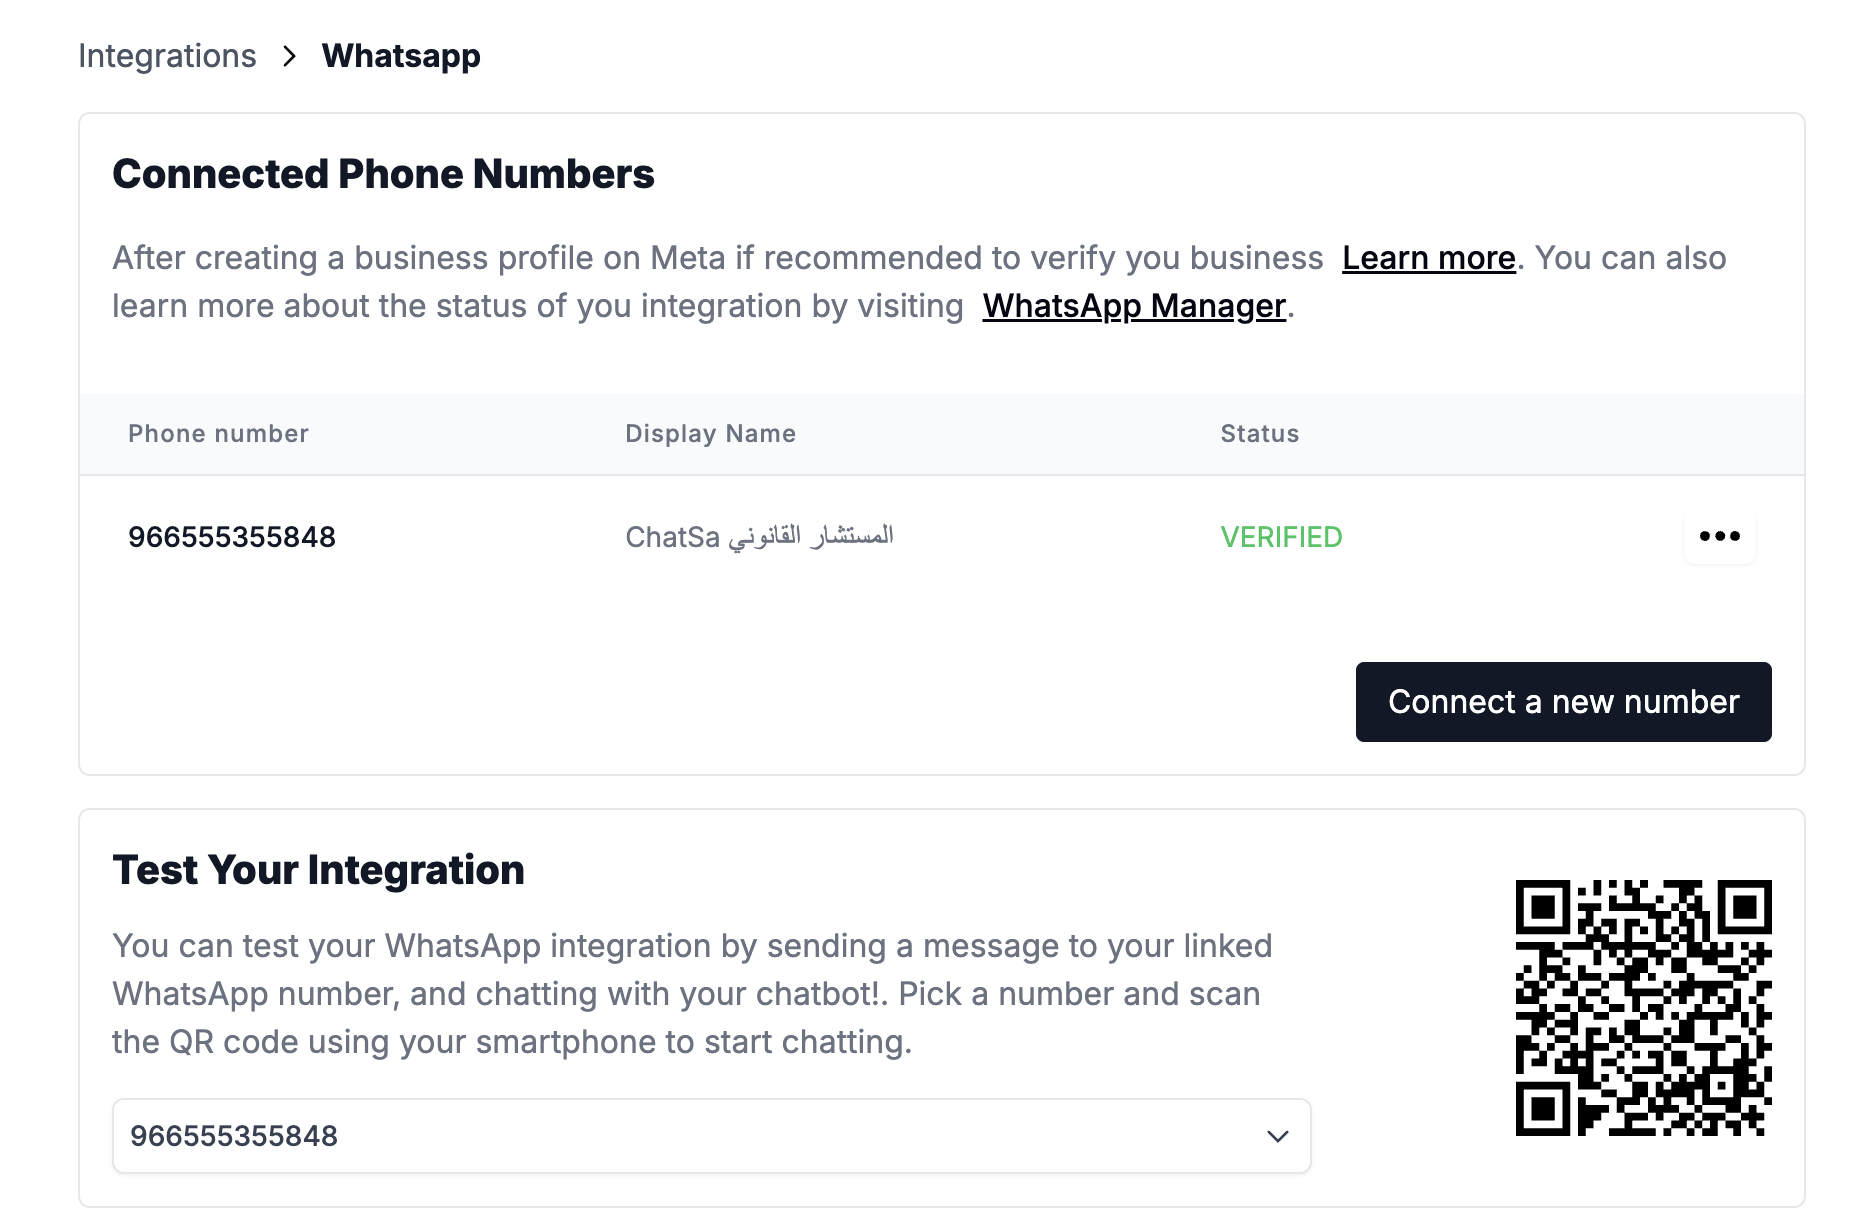 Integrations > Whatsapp
Connected Phone Numbers
After creating a business profile on Meta if recommended to verify you business Learn more. You can also
learn more about the status of you integration by visiting WhatsApp Manager.
Phone number Display Name Status
966555355848 ChatSa المستشار القانوني VERIFIED
Connect a new number
Test Your Integration
You can test your WhatsApp integration by sending a message to your linked
WhatsApp number, and chatting with your chatbot!. Pick a number and scan
the QR code using your smartphone to start chatting.
966555355848